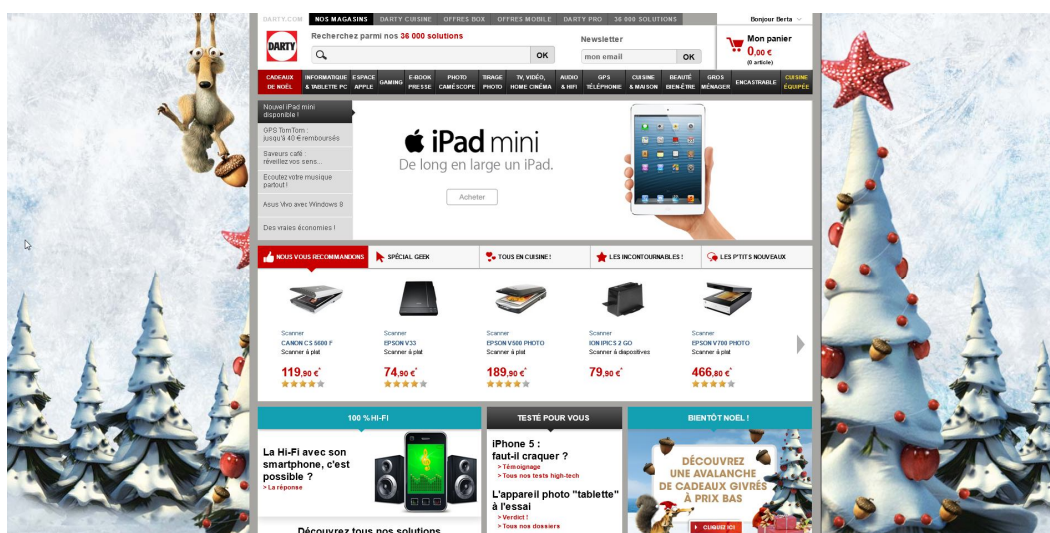 DARTY.COM NOS MAGASINS DARTY CUISINE OFFRES BOX OFFRES MOBILE DARTY PRO 36 000 SOLUTIONS Bonjour Berta
DARTY
Recherchez parmi nos 36 000 solutions
OK
Newsletter
mon email OK
Mon panier
0,00 €
(0 article)
CADEAUX DE NOËL
INFORMATIQUE & TABLETTE PC
ESPACE APPLE
GAMING
E-BOOK PRESSE
PHOTO CAMÉSCOPE
TIRAGE PHOTO
TV, VIDÉO, HOME CINÉMA
AUDIO & HIFI
GPS TÉLÉPHONIE
CUISINE & MAISON
BEAUTÉ BIEN-ÊTRE
GROS MÉNAGER
ENCASTRABLE
CUISINE ÉQUIPÉE
Nouvel iPad mini
disponible !
GPS TomTom :
jusqu'à 40 € remboursés
Saveurs café :
réveillez vos sens...
Ecoutez votre musique
partout !
Asus Vivo avec Windows 8
Des vraies économies !
iPad mini
De long en large un iPad.
Acheter
NOUS VOUS RECOMMANDONS
SPÉCIAL GEEK
TOUS EN CUISINE !
LES INCONTOURNABLES !
LES P'TITS NOUVEAUX
Scanner
CANON CS 5600 F
Scanner à plat
119,90 €*
Scanner
EPSON V33
Scanner à plat
74,90 €*
Scanner
EPSON V500 PHOTO
Scanner à plat
189,90 €*
Scanner
ION IPICS 2 GO
Scanner à diapositives
79,90 €*
Scanner
EPSON V700 PHOTO
Scanner à plat
466,80 €*
100 % HI-FI
La Hi-Fi avec son
smartphone, c'est
possible ?
> La réponse
Découvrez tous nos solutions
TESTÉ POUR VOUS
iPhone 5 :
faut-il craquer ?
> Témoignage
> Tous nos tests high-tech
L'appareil photo "tablette"
à l'essai
> Verdict !
> Tous nos dossiers
BIENTÔT NOËL !
DÉCOUVREZ
UNE AVALANCHE
DE CADEAUX GIVRÉS
À PRIX BAS
CLIQUEZ ICI